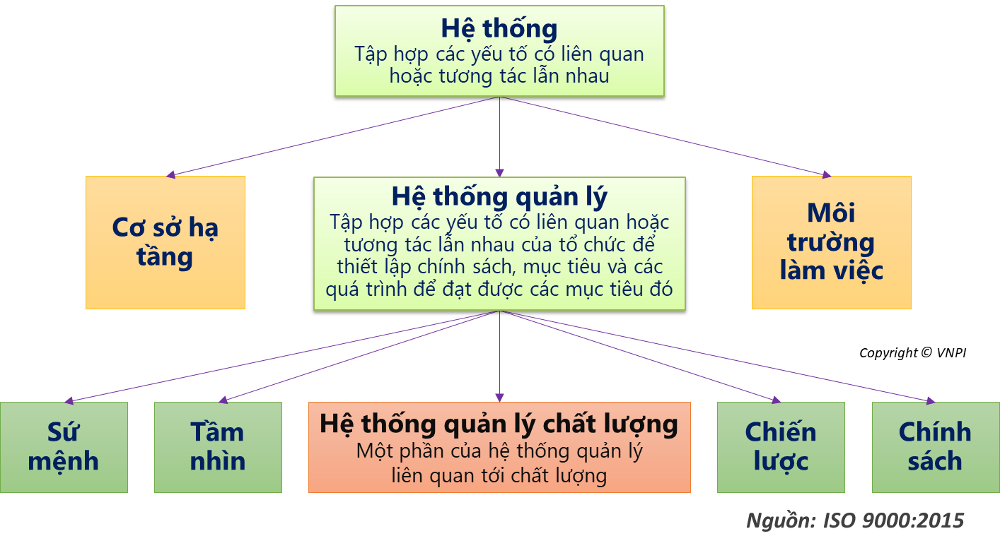 Hệ thống
Tập hợp các yếu tố có liên quan
hoặc tương tác lẫn nhau
Cơ sở hạ
tầng
Hệ thống quản lý
Tập hợp các yếu tố có liên quan hoặc
tương tác lẫn nhau của tổ chức để
thiết lập chính sách, mục tiêu và các
quá trình để đạt được các mục tiêu đó
Môi
trường
làm việc
Copyright © VNPI
Sứ
mệnh
Tầm
nhìn
Hệ thống quản lý chất lượng
Một phần của hệ thống quản lý
liên quan tới chất lượng
Chiến
lược
Chính
sách
Nguồn: ISO 9000:2015